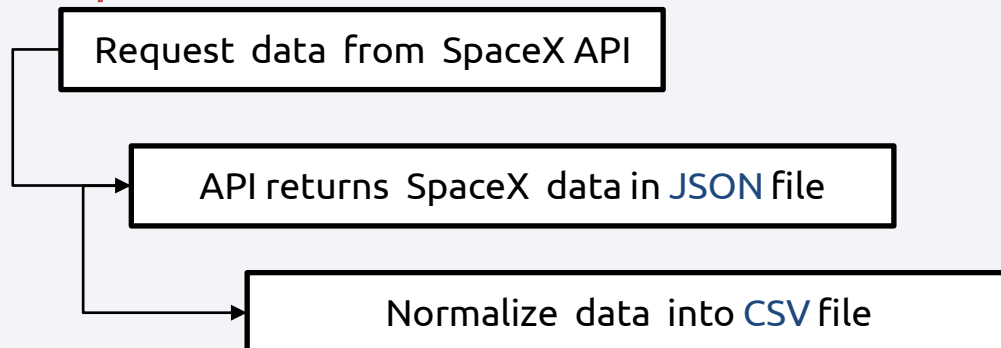 Request data from SpaceX API
API returns SpaceX data in JSON file
Normalize data into CSV file